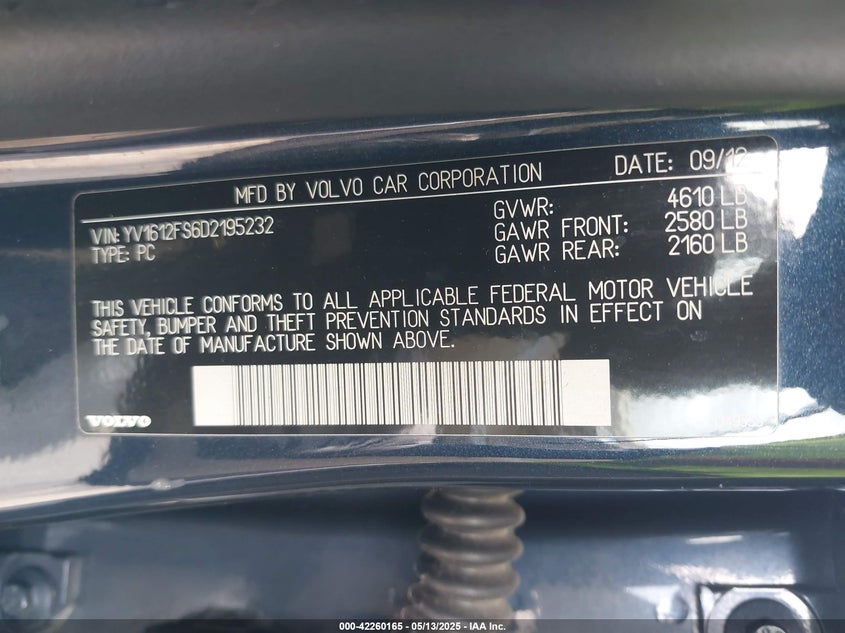 MFD BY VOLVO CAR CORPORATION DATE: 09/12
VIN: YV1612FS6D2195232
TYPE: PC
GVWR: 4610 LB
GAWR FRONT: 2580 LB
GAWR REAR: 2160 LB
THIS VEHICLE CONFORMS TO ALL APPLICABLE FEDERAL MOTOR VEHICLE
SAFETY, BUMPER AND THEFT PREVENTION STANDARDS IN EFFECT ON
THE DATE OF MANUFACTURE SHOWN ABOVE.
VOLVO
000-42260165 - 05/13/2025 - IAA Inc.